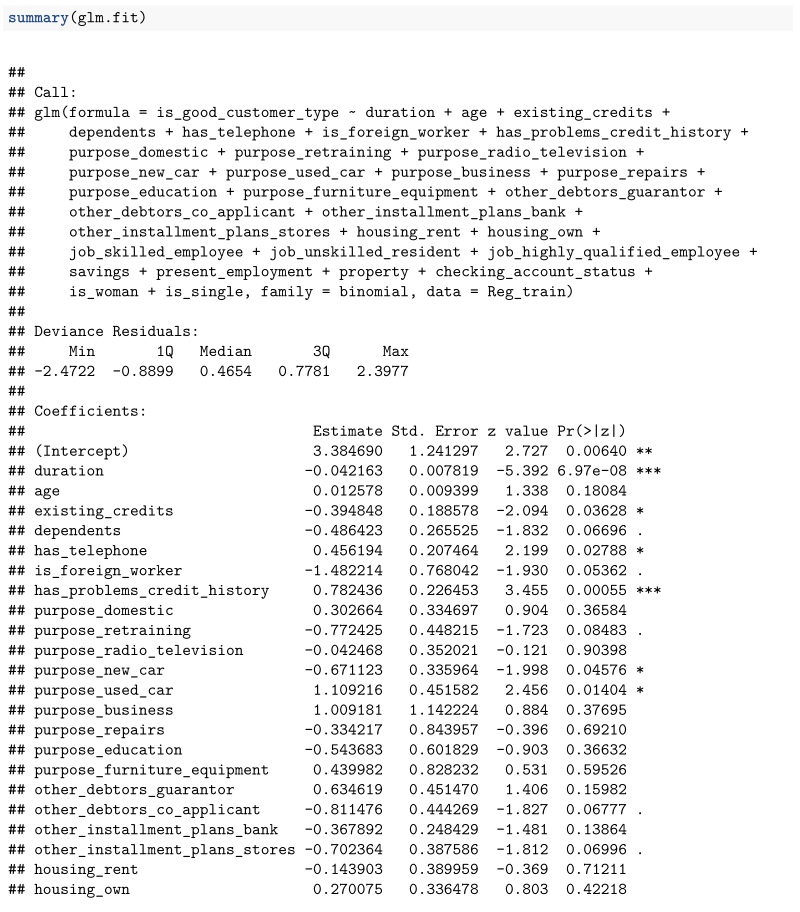 summary(glm.fit)
##
## Call:
## glm(formula = is_good_customer_type ~ duration + age + existing_credits +
##     dependents + has_telephone + is_foreign_worker + has_problems_credit_history +
##     purpose_domestic + purpose_retraining + purpose_radio_television +
##     purpose_new_car + purpose_used_car + purpose_business + purpose_repairs +
##     purpose_education + purpose_furniture_equipment + other_debtors_guarantor +
##     other_debtors_co_applicant + other_installment_plans_bank +
##     other_installment_plans_stores + housing_rent + housing_own +
##     job_skilled_employee + job_unskilled_resident + job_highly_qualified_employee +
##     savings + present_employment + property + checking_account_status +
##     is_woman + is_single, family = binomial, data = Reg_train)
##
## Deviance Residuals:
##     Min       1Q   Median       3Q      Max
## -2.4722  -0.8899   0.4654   0.7781   2.3977
##
## Coefficients:
##                                 Estimate Std. Error z value Pr(>|z|)
## (Intercept)                     3.384690   1.241297   2.727  0.00640 **
## duration                       -0.042163   0.007819  -5.392 6.97e-08 ***
## age                             0.012578   0.009399   1.338  0.18084
## existing_credits               -0.394848   0.188578  -2.094  0.03628 *
## dependents                     -0.486423   0.265525  -1.832  0.06696 .
## has_telephone                   0.456194   0.207464   2.199  0.02788 *
## is_foreign_worker              -1.482214   0.768042  -1.930  0.05362 .
## has_problems_credit_history     0.782436   0.226453   3.455  0.00055 ***
## purpose_domestic                0.302664   0.334697   0.904  0.36584
## purpose_retraining             -0.772425   0.448215  -1.723  0.08483 .
## purpose_radio_television       -0.042468   0.352021  -0.121  0.90398
## purpose_new_car                -0.671123   0.335964  -1.998  0.04576 *
## purpose_used_car                1.109216   0.451582   2.456  0.01404 *
## purpose_business                1.009181   1.142224   0.884  0.37695
## purpose_repairs                -0.334217   0.843957  -0.396  0.69210
## purpose_education              -0.543683   0.601829  -0.903  0.36632
## purpose_furniture_equipment     0.439982   0.828232   0.531  0.59526
## other_debtors_guarantor         0.634619   0.451470   1.406  0.15982
## other_debtors_co_applicant     -0.811476   0.444269  -1.827  0.06777 .
## other_installment_plans_bank   -0.367892   0.248429  -1.481  0.13864
## other_installment_plans_stores -0.702364   0.387586  -1.812  0.06996 .
## housing_rent                   -0.143903   0.389959  -0.369  0.71211
## housing_own                     0.270075   0.336478   0.803  0.42218